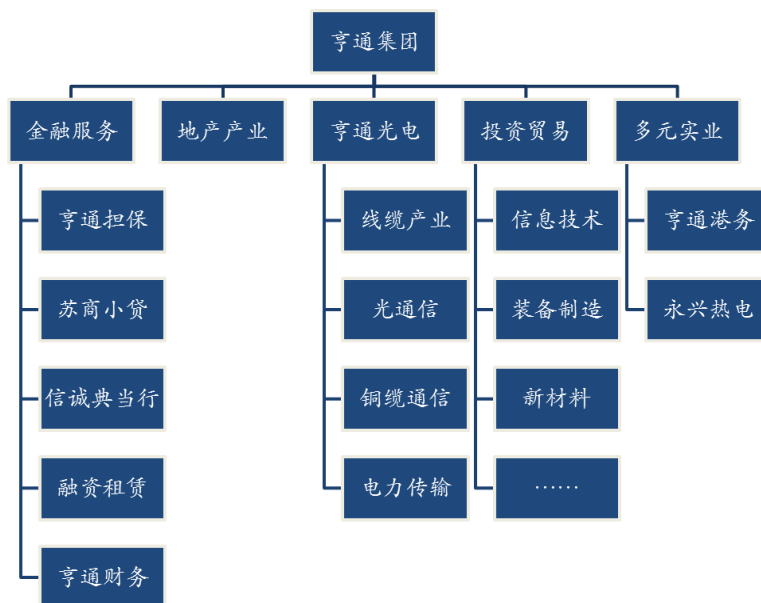 亨通集团
金融服务
地产产业
亨通光电
投资贸易
多元实业
亨通担保
线缆产业
信息技术
亨通港务
苏商小贷
光通信
装备制造
永兴热电
信诚典当行
铜缆通信
新材料
融资租赁
电力传输
……
亨通财务